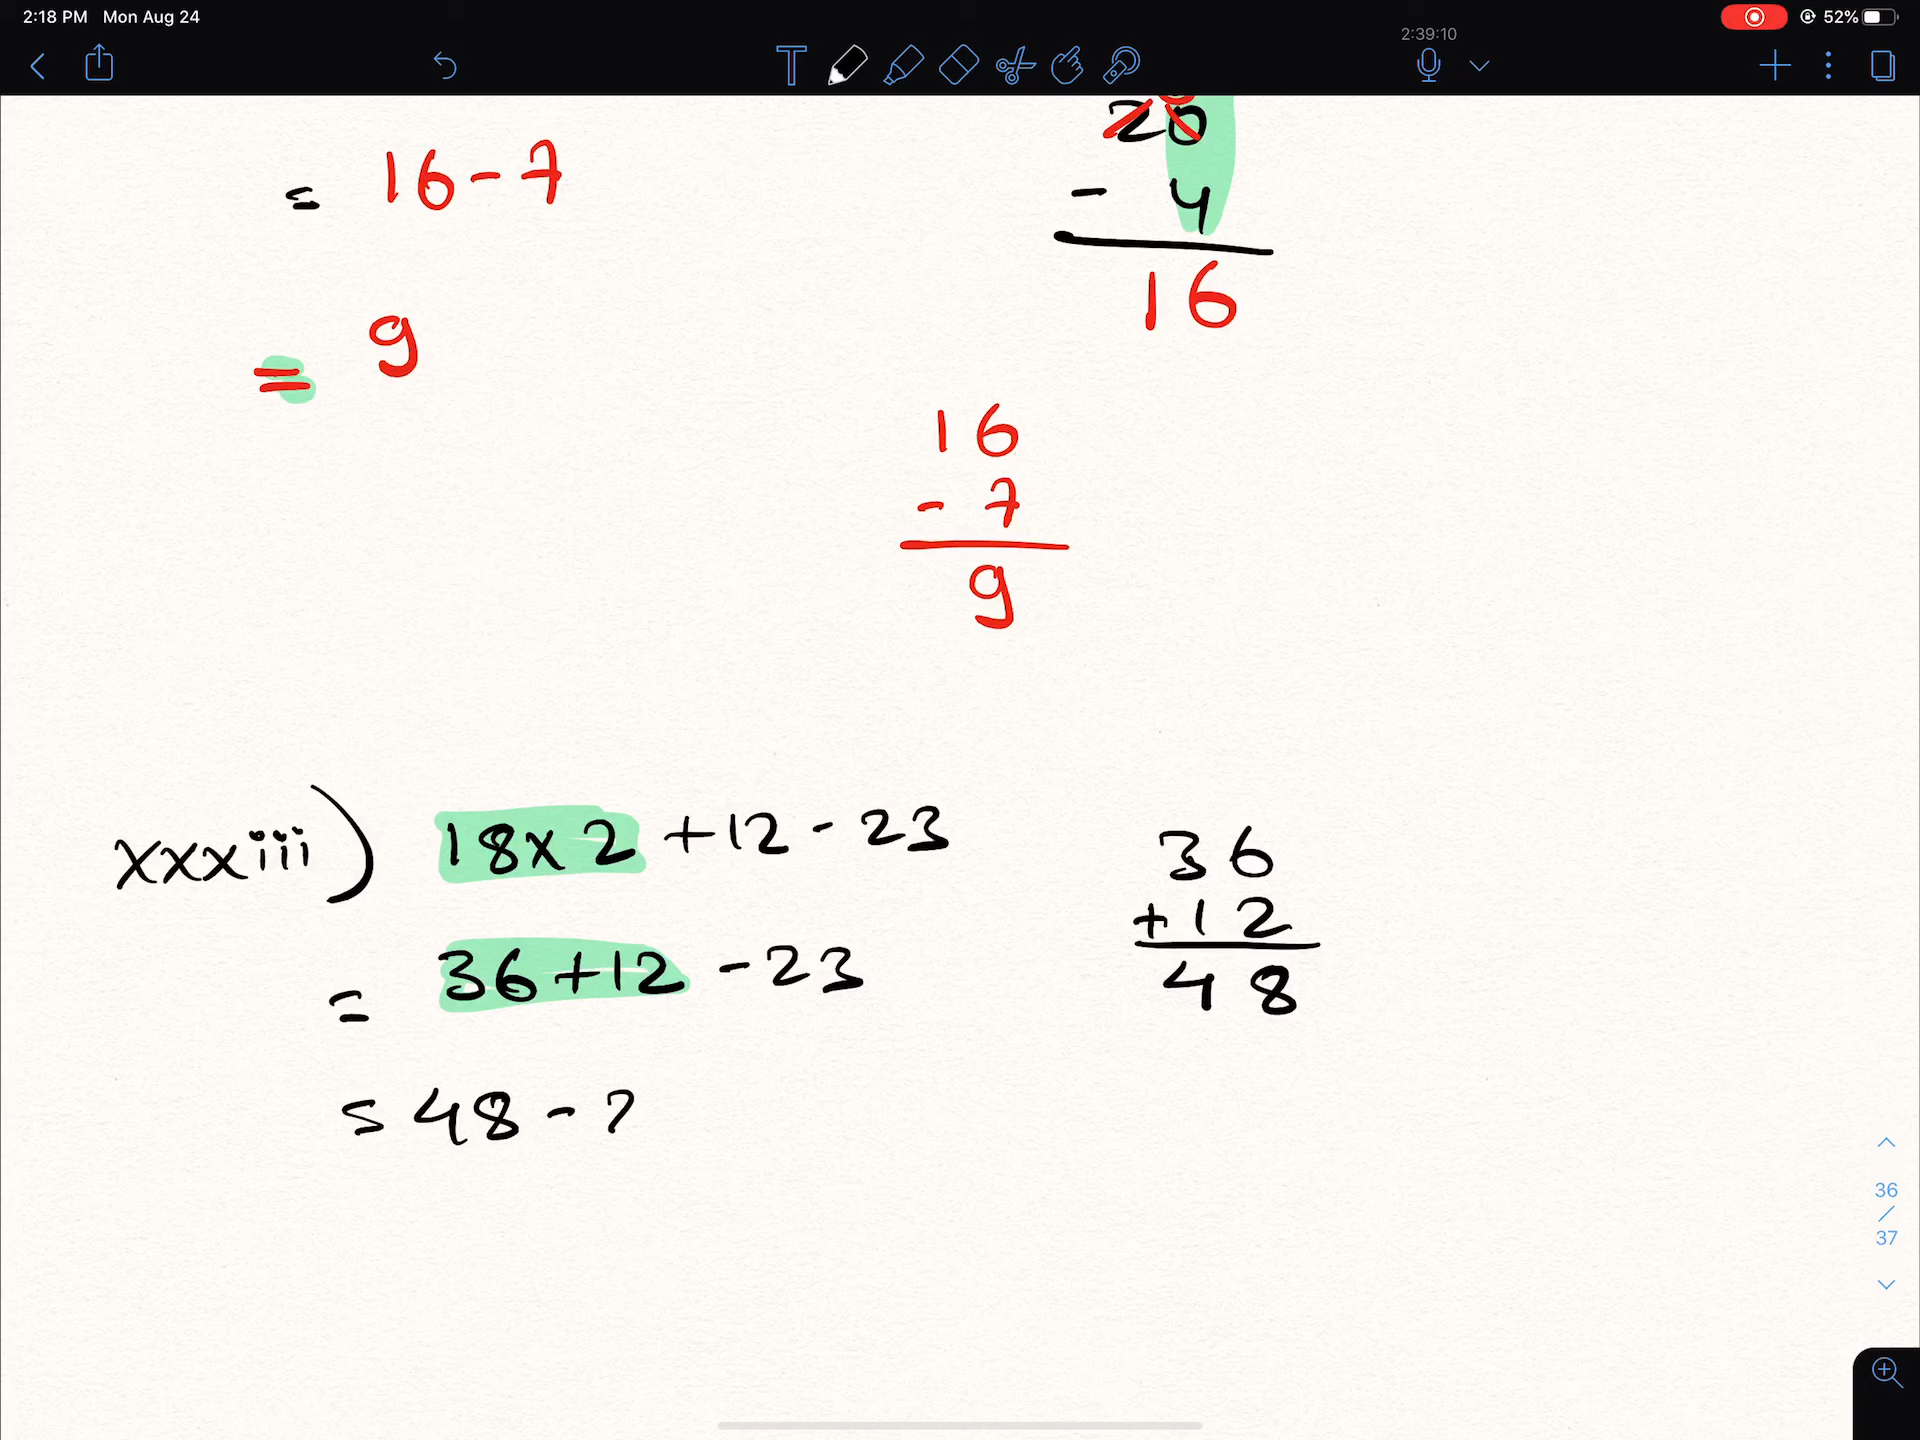 2:18 PM Mon Aug 24
52%
2:39:10
T
= 16 - 7
20
- 4
16
= 9
16
- 7
9
xxxiii) 18 x 2 + 12 - 23
= 36 + 12 - 23
36
+ 12
48
= 48 - 2
36
/
37